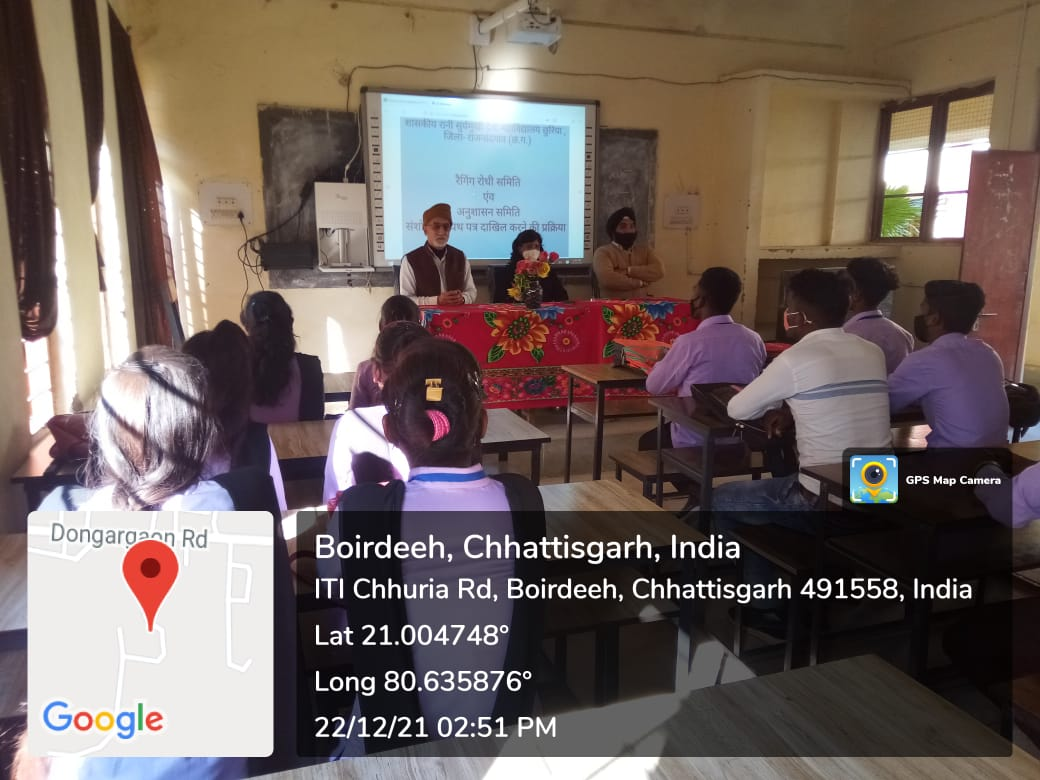 शासकीय रानी सूर्यमुखी देवी महाविद्यालय छुरिया ,
जिला- राजनांदगांव (छ.ग.)
रैगिंग रोधी समिति
एंव
अनुशासन समिति
पथ पत्र दाखिल करने की प्रक्रिया
GPS Map Camera
Dongargaon Rd
Google
Boirdeeh, Chhattisgarh, India
ITI Chhuria Rd, Boirdeeh, Chhattisgarh 491558, India
Lat 21.004748°
Long 80.635876°
22/12/21 02:51 PM